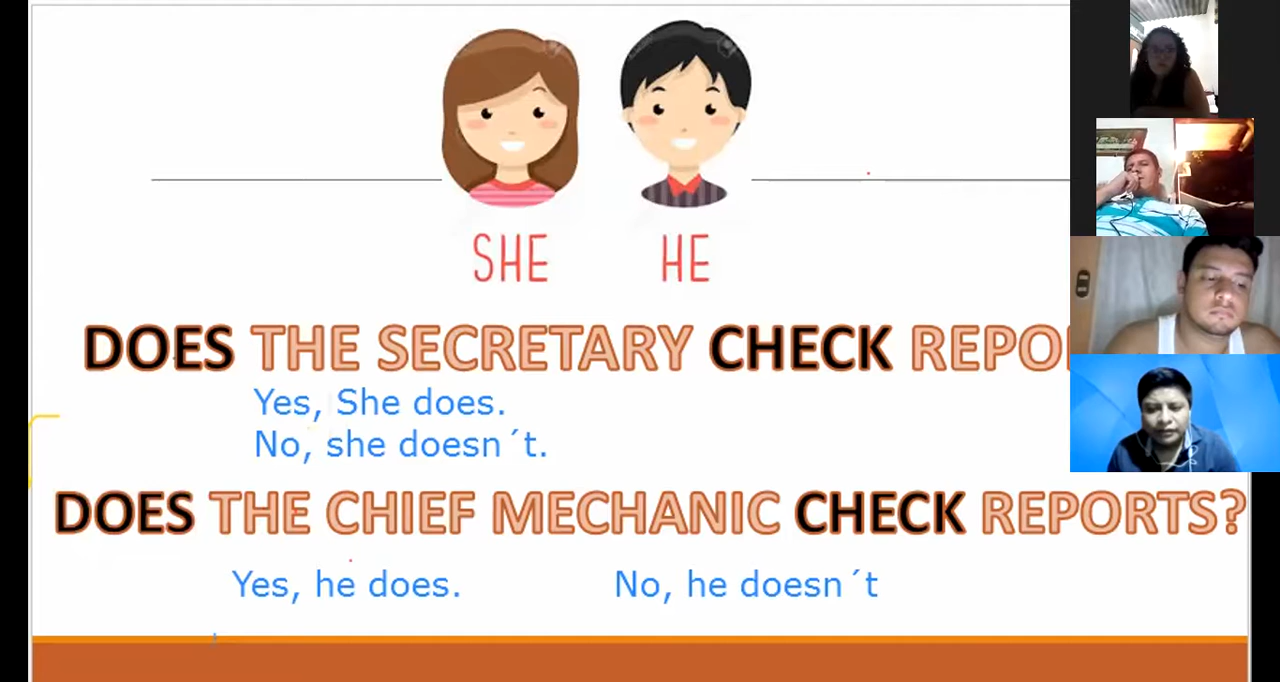 SHE HE
DOES THE SECRETARY CHECK
Yes, She does.
No, she doesn´t.
DOES THE CHIEF MECHANIC CHECK REPORTS?
Yes, he does. No, he doesn´t